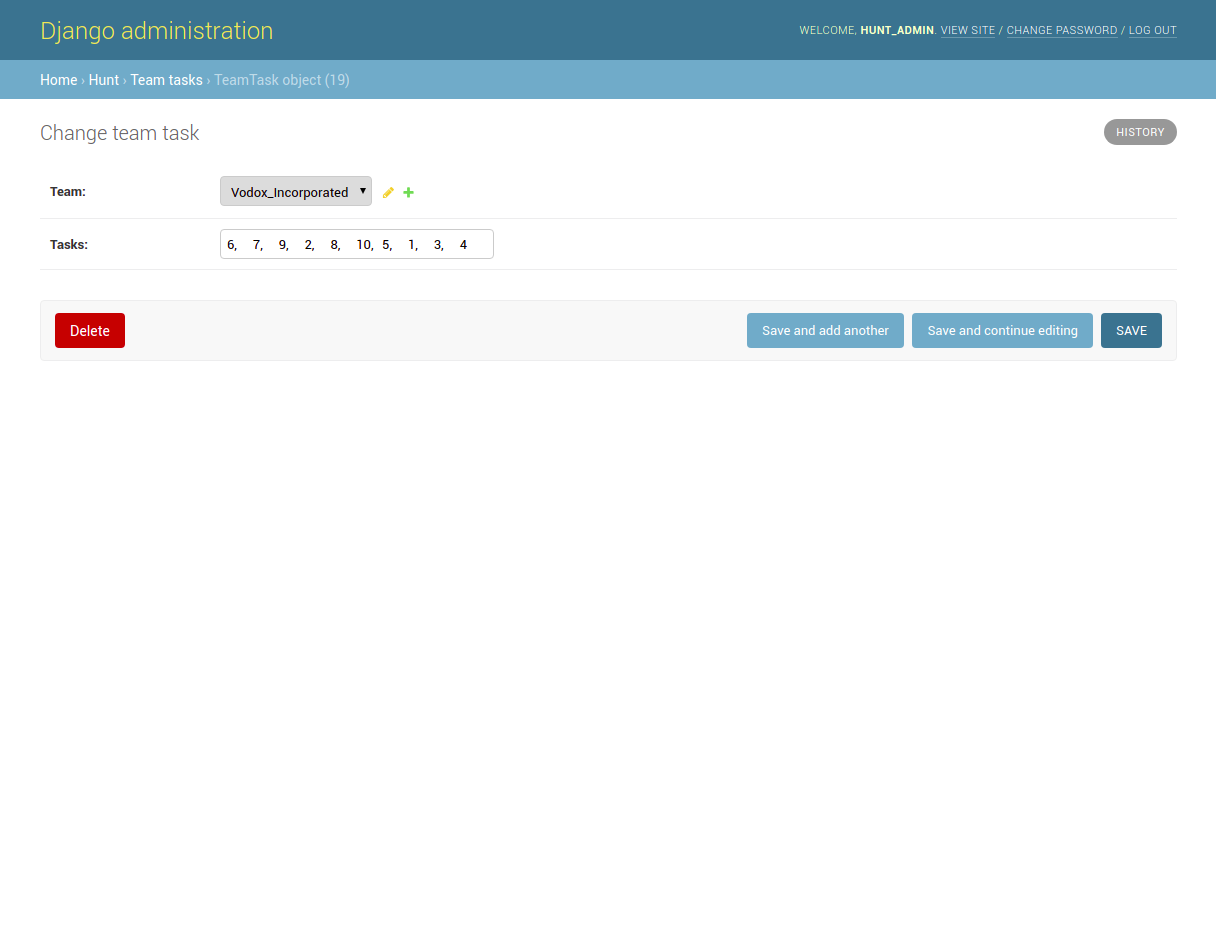 Django administration
WELCOME, HUNT_ADMIN. VIEW SITE / CHANGE PASSWORD / LOG OUT
Home › Hunt › Team tasks › TeamTask object (19)
Change team task
HISTORY
Team: Vodox_Incorporated
Tasks: 6, 7, 9, 2, 8, 10, 5, 1, 3, 4
Delete Save and add another Save and continue editing SAVE